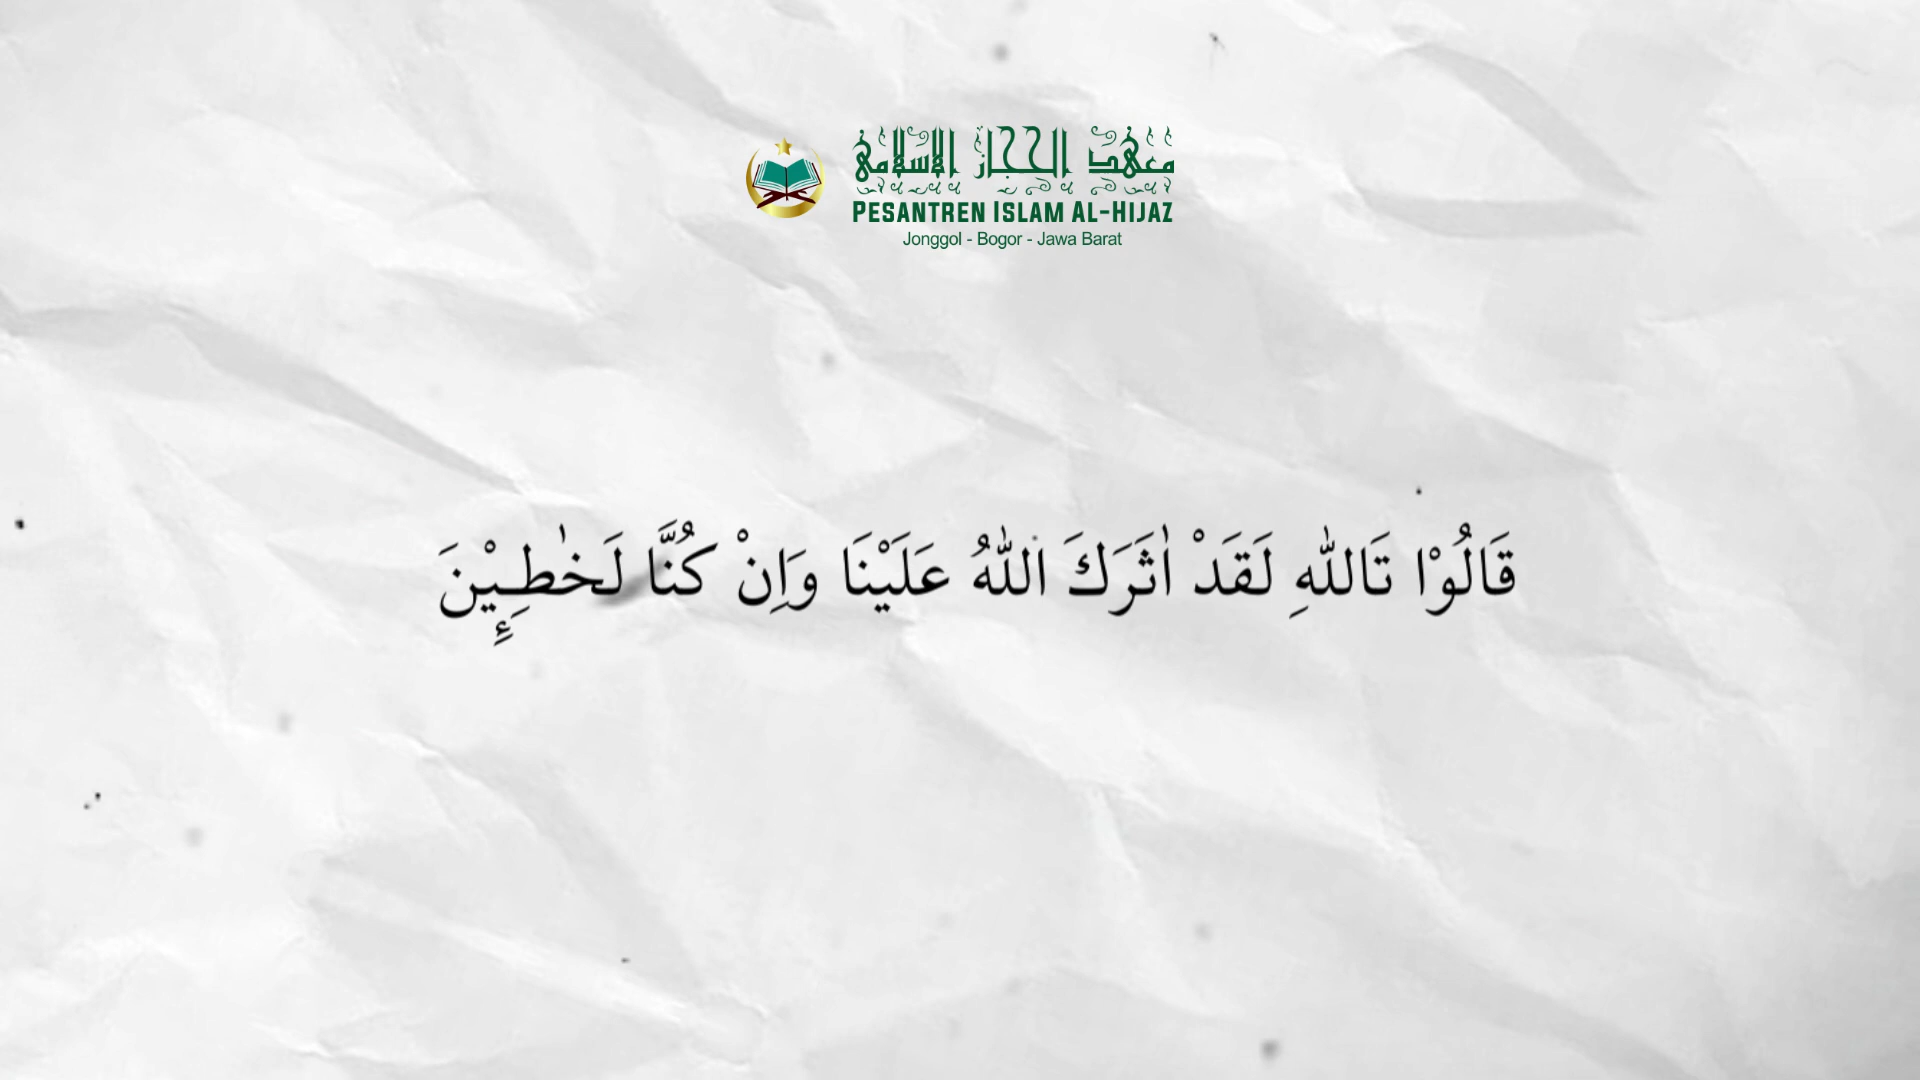 معهد الحجاز الإسلامي
PESANTREN ISLAM AL-HIJAZ
Jonggol - Bogor - Jawa Barat
قَالُوْا تَاللّٰهِ لَقَدْ اٰثَرَكَ اللّٰهُ عَلَيْنَا وَاِنْ كُنَّا لَخٰطِـِٕيْنَ